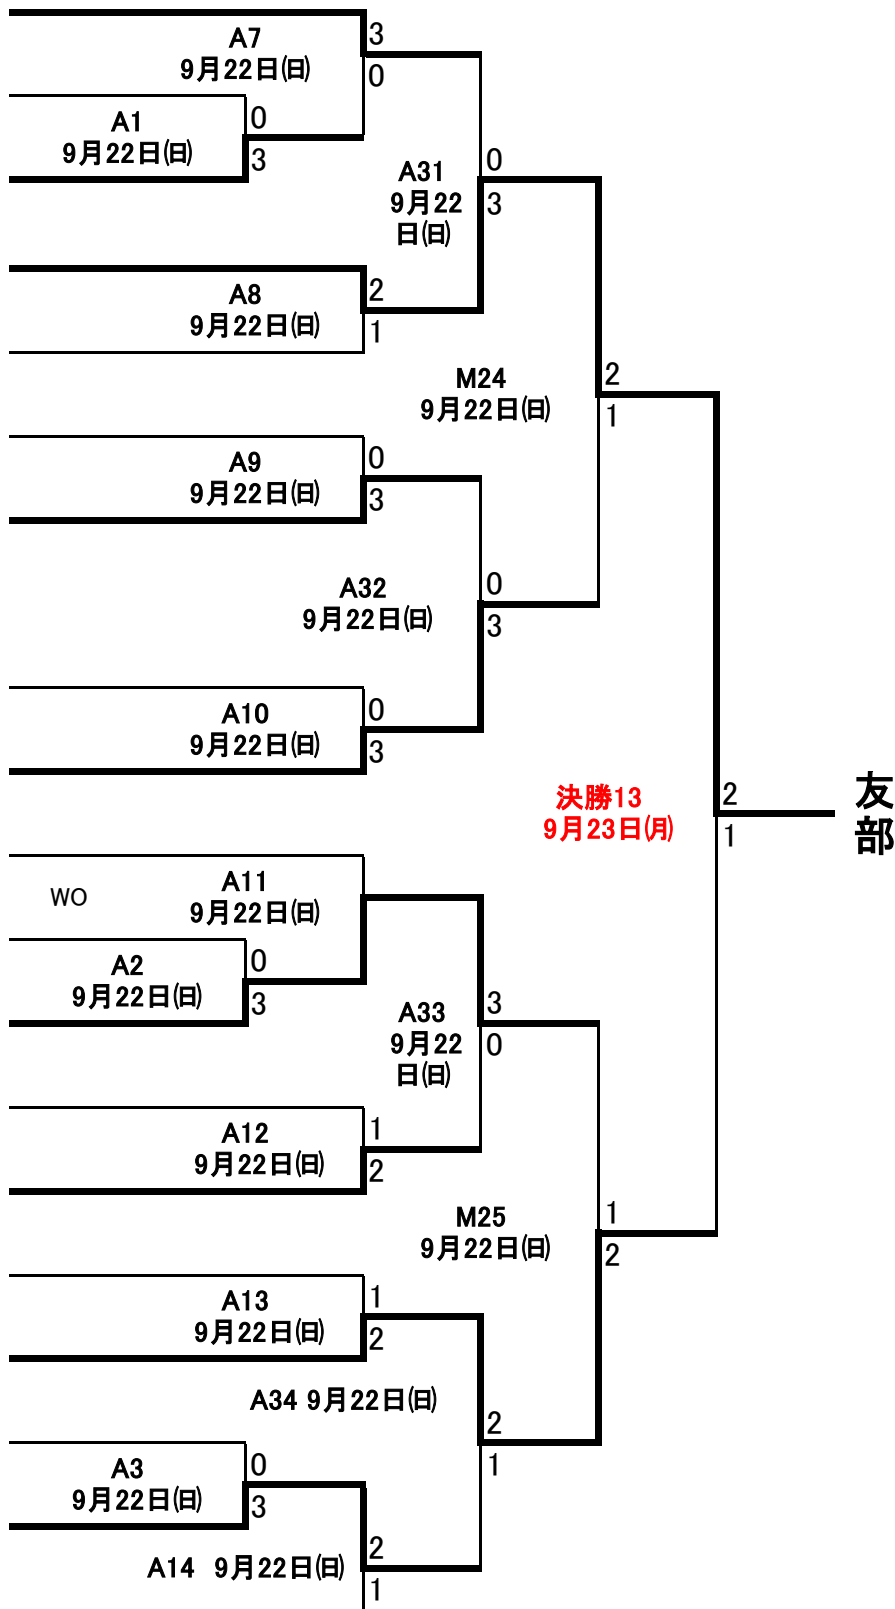 3
A7
9月22日(日)
0
0
A1
9月22日(日)
3
0
A31
9月22
日(日)
3
2
A8
9月22日(日)
1
2
M24
9月22日(日)
1
0
A9
9月22日(日)
3
0
A32
9月22日(日)
3
0
A10
9月22日(日)
3
2
決勝13
9月23日(月)
1
友
部
A11
WO
9月22日(日)
0
A2
9月22日(日)
3
3
A33
9月22
日(日)
0
1
A12
9月22日(日)
2
1
M25
9月22日(日)
2
1
A13
9月22日(日)
2
A34 9月22日(日)
2
1
0
A3
9月22日(日)
3
2
A14 9月22日(日)
1